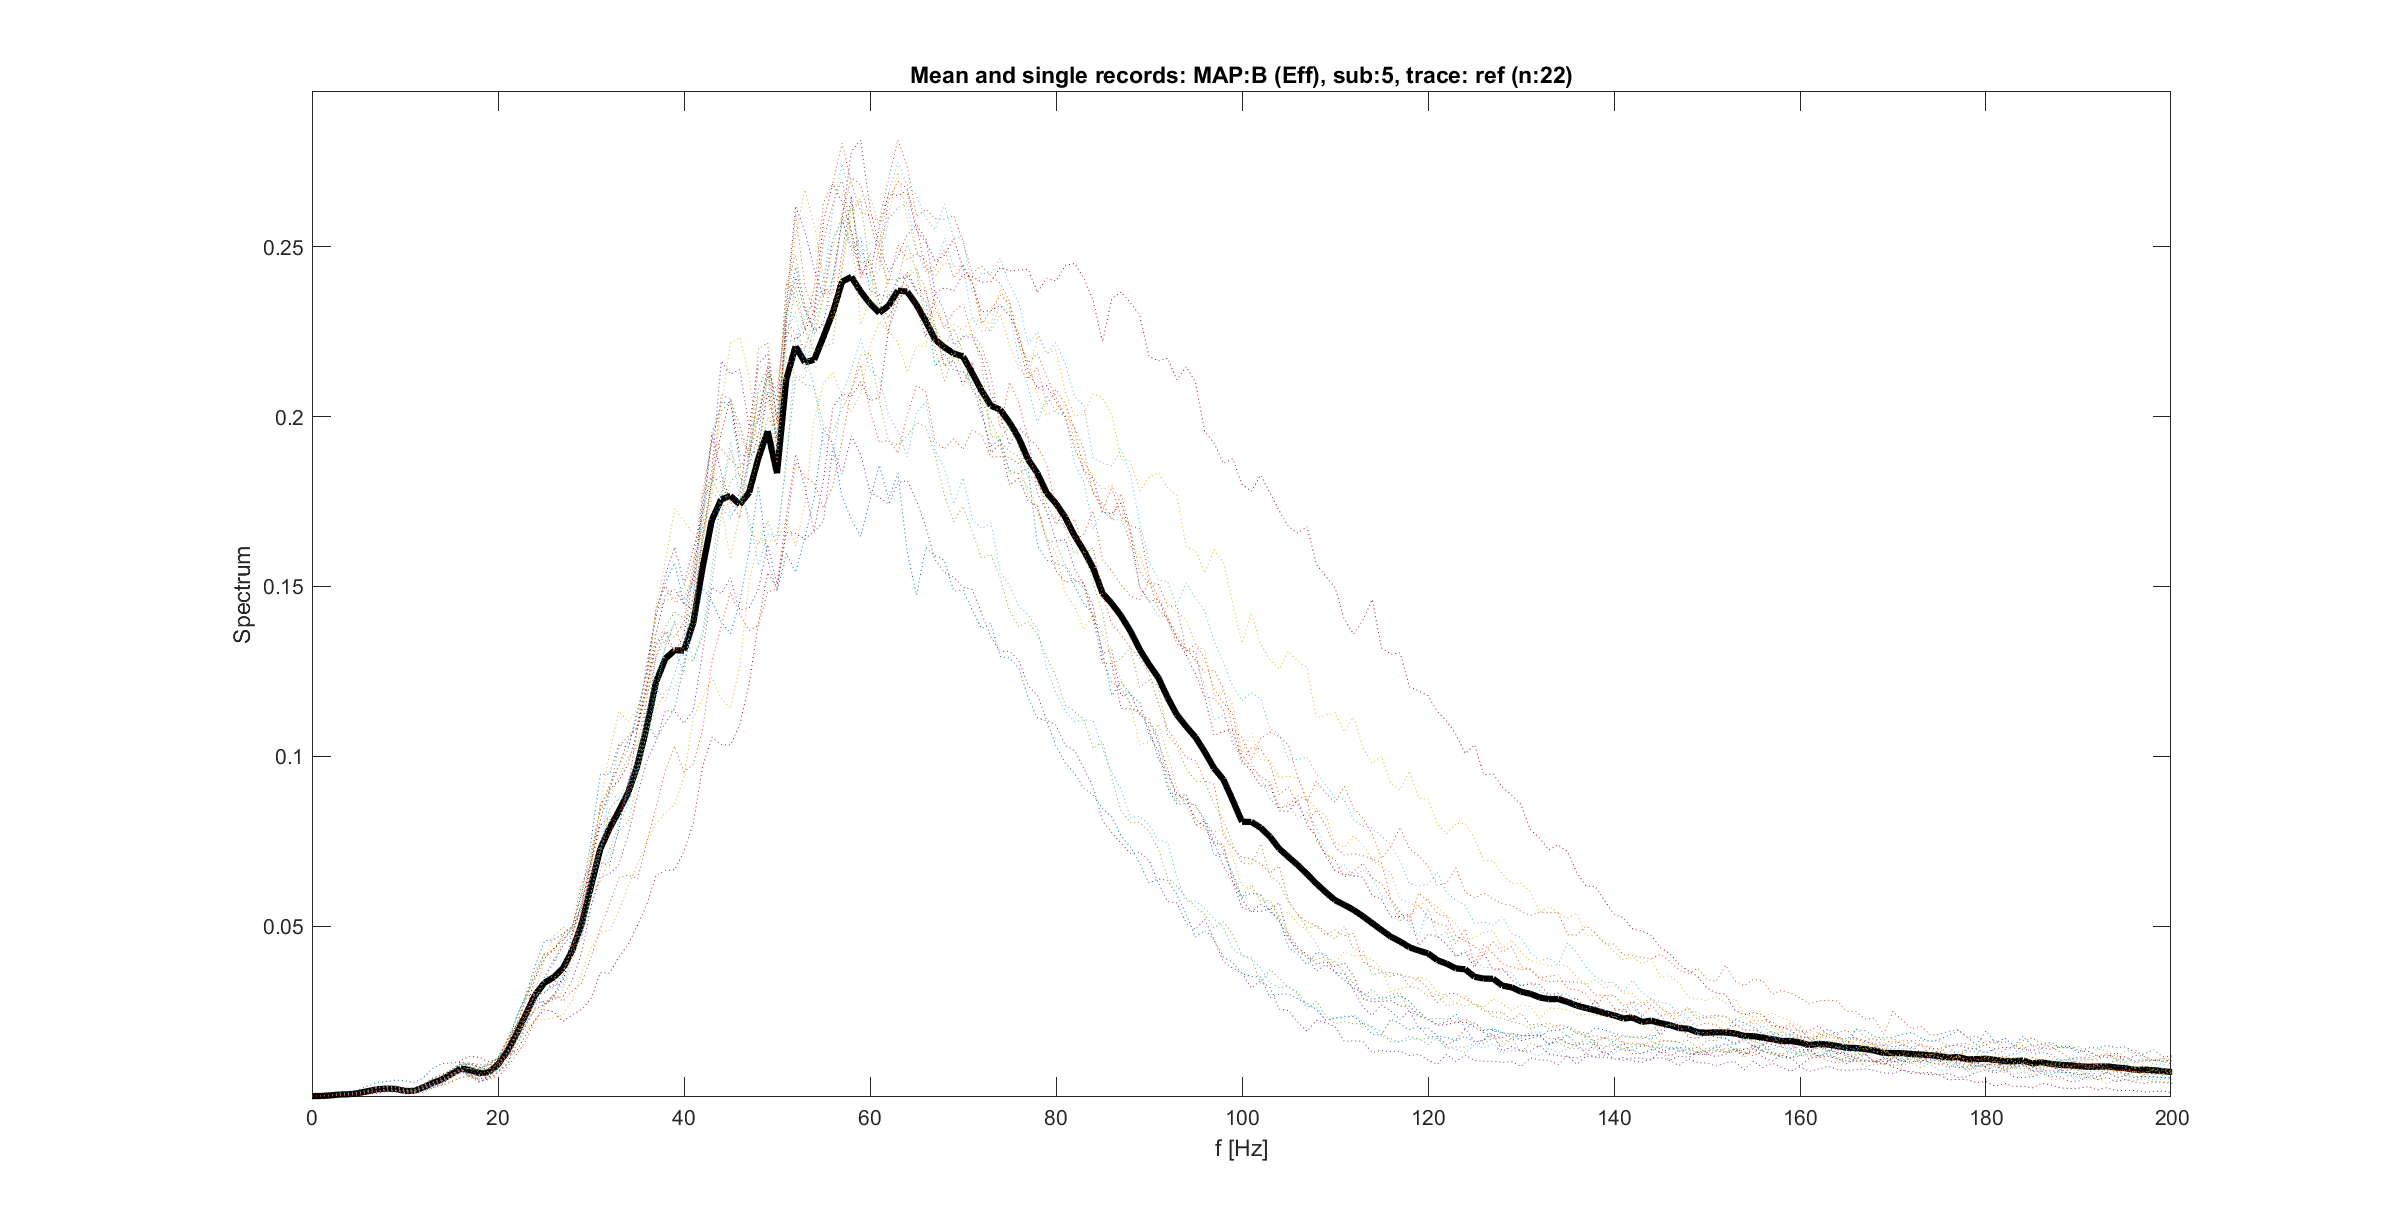 Mean and single records: MAP:B (Eff), sub:5, trace: ref (n:22)
0.25
0.2
0.15
0.1
0.05
Spectrum
0 20 40 60 80 100 120 140 160 180 200
f [Hz]